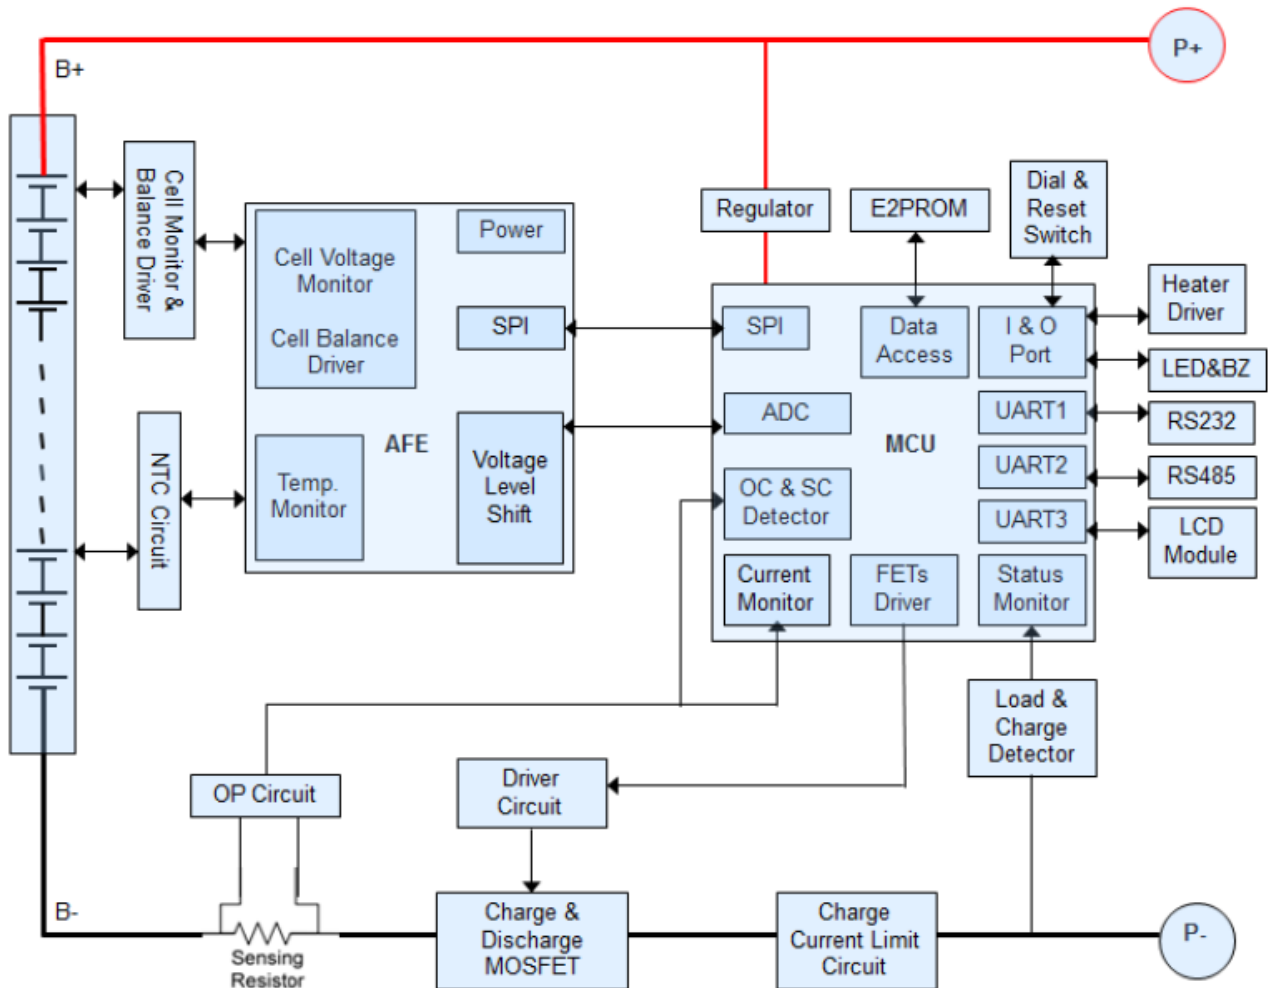 P+
B+
Cell Monitor &
Balance Driver
Regulator
E2PROM
Dial &
Reset
Switch
Power
Cell Voltage
Monitor
Cell Balance
Driver
SPI
SPI
Data
Access
I & O
Port
Heater
Driver
LED&BZ
ADC
UART1
RS232
AFE
MCU
NTC Circuit
Temp.
Monitor
Voltage
Level
Shift
OC & SC
Detector
UART2
RS485
UART3
LCD
Module
Current
Monitor
FETs
Driver
Status
Monitor
Load &
Charge
Detector
OP Circuit
Driver
Circuit
B-
Sensing
Resistor
Charge &
Discharge
MOSFET
Charge
Current Limit
Circuit
P-